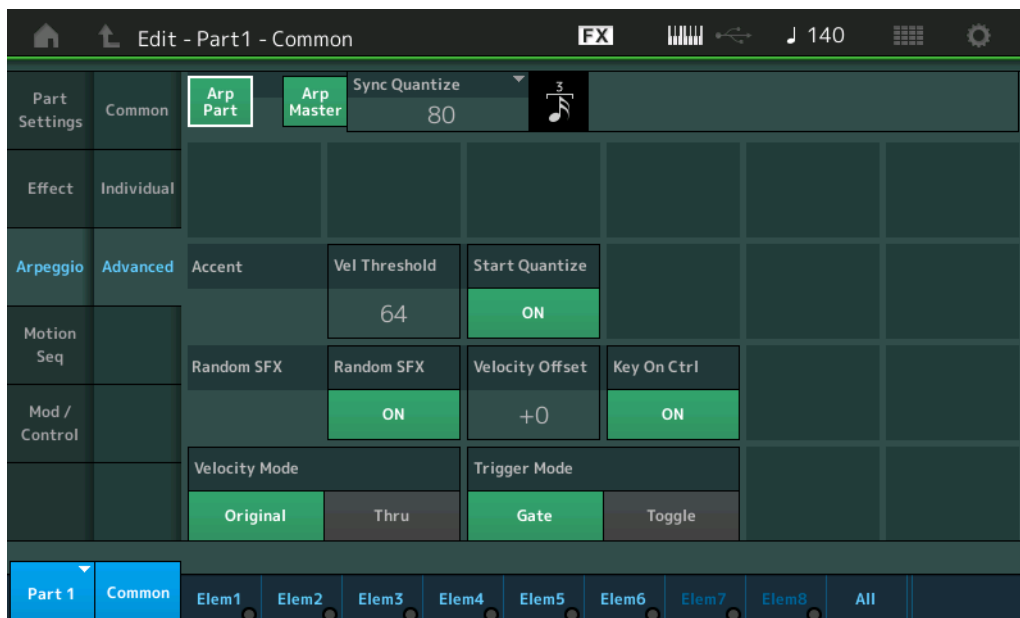 Edit - Part1 - Common FX ♩ 140
Part Settings
Common
Arp Part
Arp Master
Sync Quantize
80
3
Effect
Individual
Arpeggio
Advanced
Accent
Vel Threshold
64
Start Quantize
ON
Motion Seq
Random SFX
Random SFX
ON
Velocity Offset
+0
Key On Ctrl
ON
Mod / Control
Velocity Mode
Original
Thru
Trigger Mode
Gate
Toggle
Part 1
Common
Elem1
Elem2
Elem3
Elem4
Elem5
Elem6
Elem7
Elem8
All